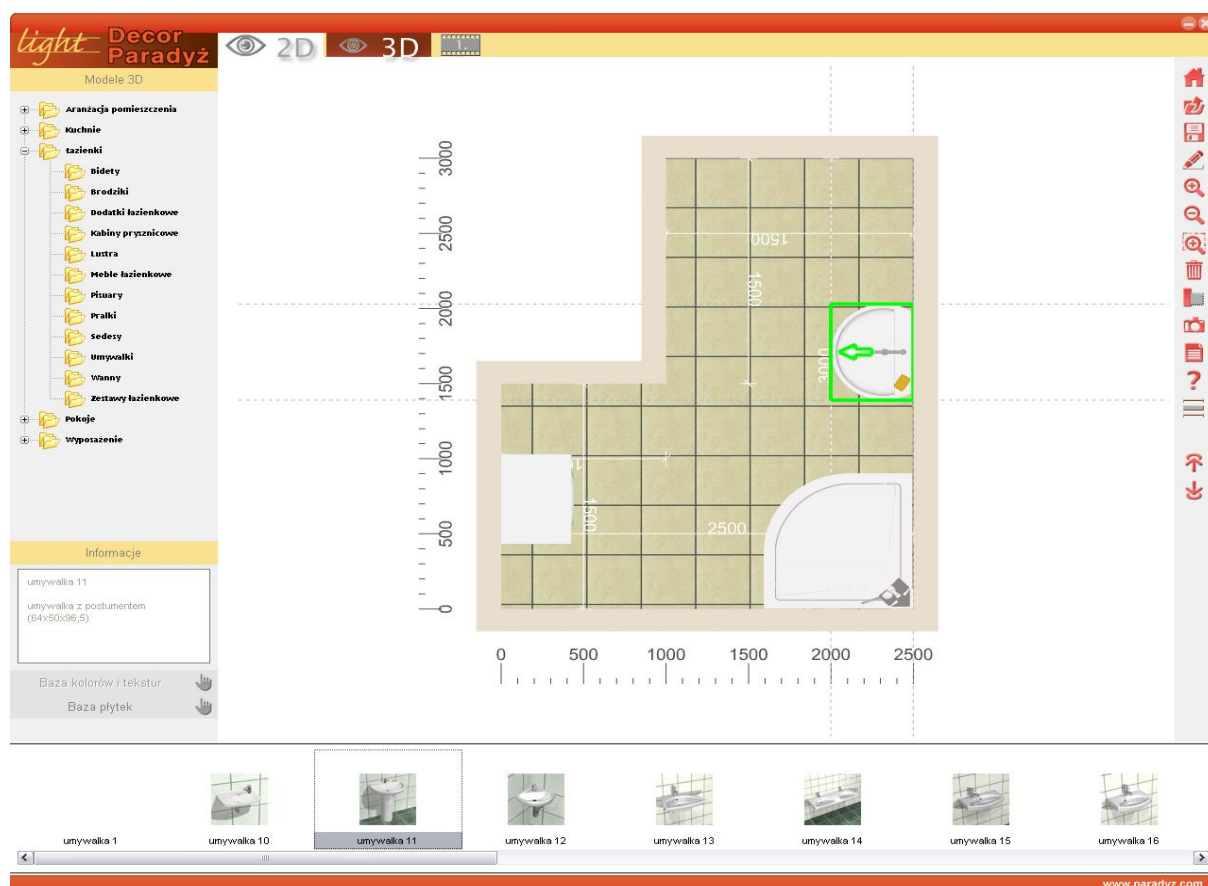 light Decor
Paradyż
2D
3D
1.
Modele 3D
Aranżacja pomieszczenia
Kuchnie
Łazienki
Bidety
Brodziki
Dodatki łazienkowe
Kabiny prysznicowe
Lustra
Meble łazienkowe
Pisuary
Pralki
Sedesy
Umywalki
Wanny
Zestawy łazienkowe
Pokoje
Wyposażenie
Informacje
umywalka 11
umywalka z postumentem
(64x50x96,5)
Baza kolorów i tekstur
Baza płytek
3000
2500
2000
1500
1000
500
0
1500
1500
3000
1500
2500
0 500 1000 1500 2000 2500
?
umywalka 1 umywalka 10 umywalka 11 umywalka 12 umywalka 13 umywalka 14 umywalka 15 umywalka 16
www.paradyz.com